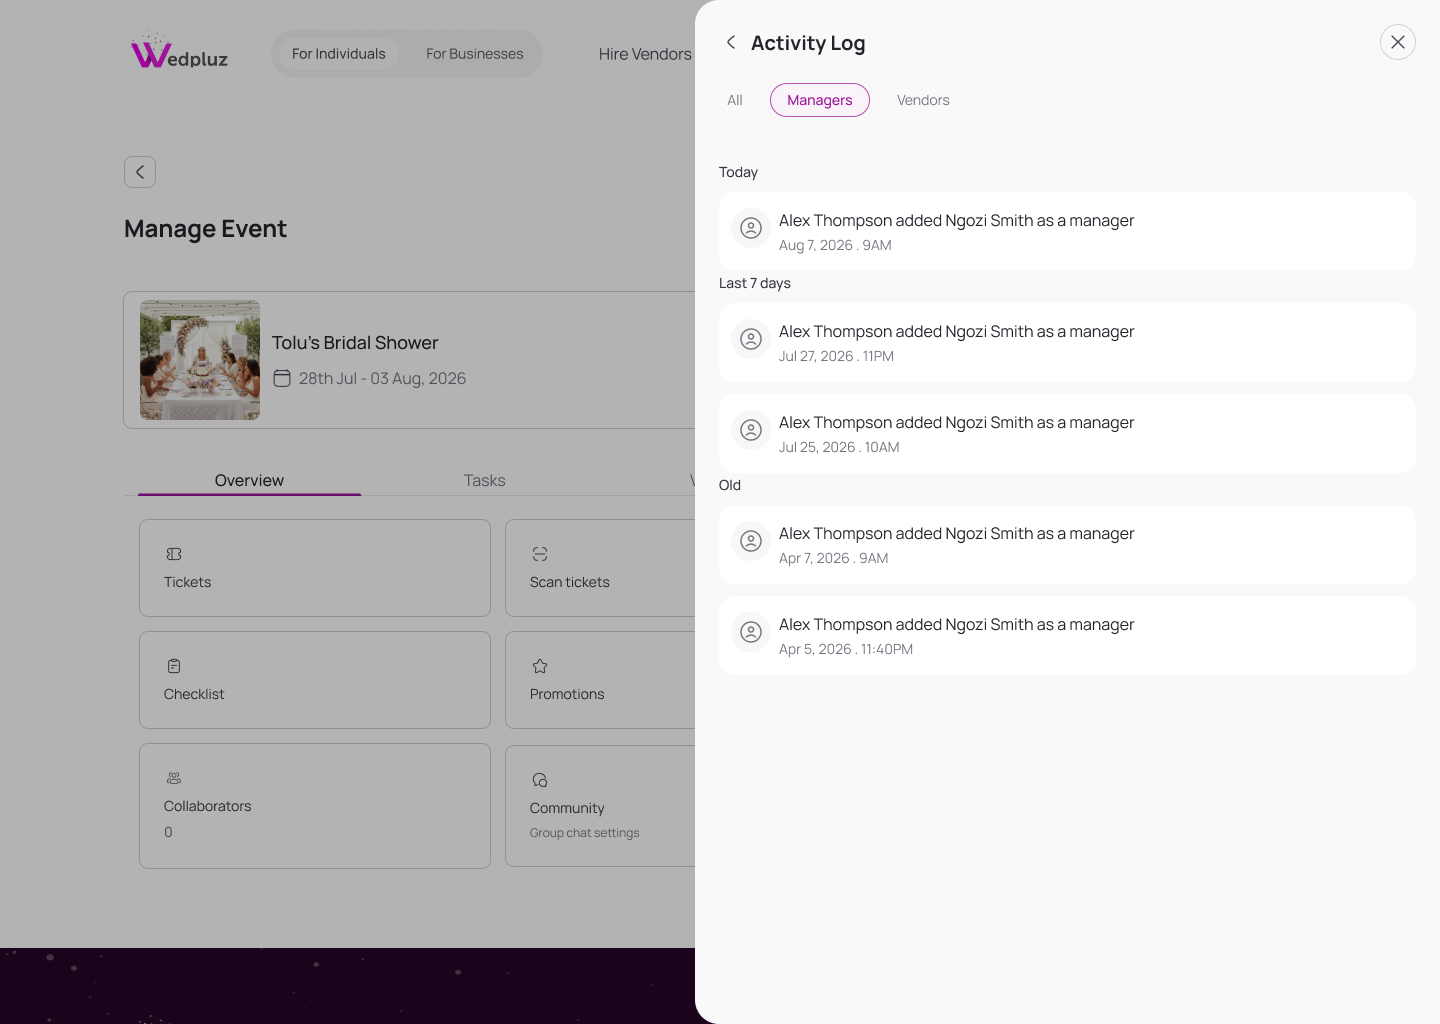 Wedpluz
For Individuals
For Businesses
Hire Vendors
Manage Event
Tolu's Bridal Shower
28th Jul - 03 Aug, 2026
Overview
Tasks
Tickets
Scan tickets
Checklist
Promotions
Collaborators
0
Community
Group chat settings
Activity Log
All
Managers
Vendors
Today
Alex Thompson added Ngozi Smith as a manager
Aug 7, 2026 . 9AM
Last 7 days
Alex Thompson added Ngozi Smith as a manager
Jul 27, 2026 . 11PM
Alex Thompson added Ngozi Smith as a manager
Jul 25, 2026 . 10AM
Old
Alex Thompson added Ngozi Smith as a manager
Apr 7, 2026 . 9AM
Alex Thompson added Ngozi Smith as a manager
Apr 5, 2026 . 11:40PM